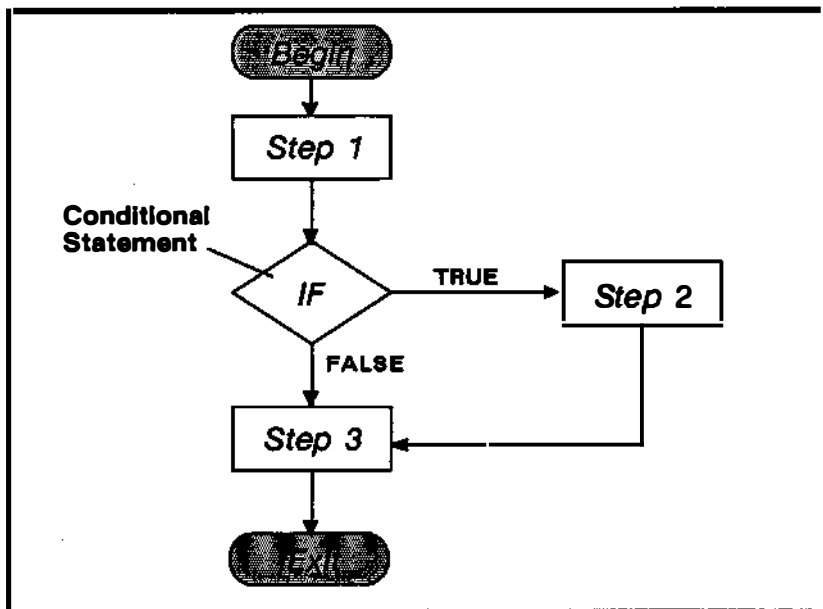 Begin
Step 1
Conditional
Statement
IF
TRUE
Step 2
FALSE
Step 3
Exit